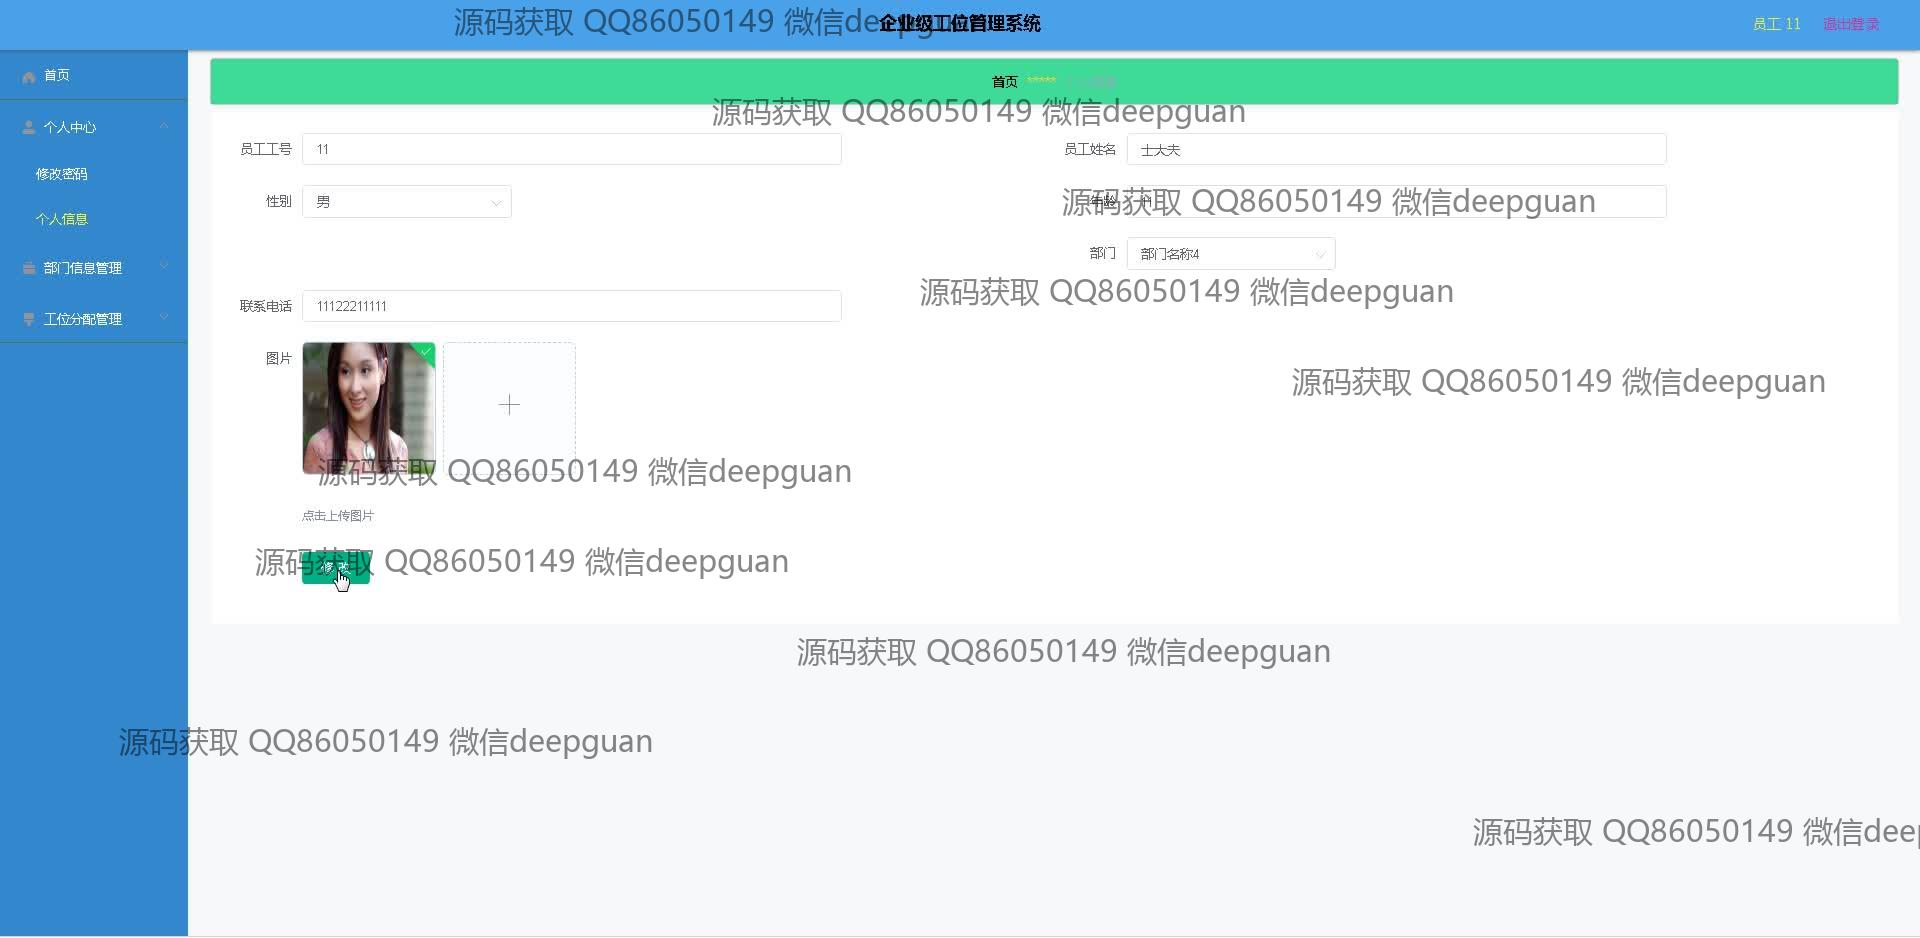 源码获取 QQ86050149 微信deepguan
企业级工位管理系统
员工 11 退出登录
首页
首页 *****
源码获取 QQ86050149 微信deepguan
个人中心
员工工号 11
员工姓名 士大夫
修改密码
性别 男
年龄
源码获取 QQ86050149 微信deepguan
个人信息
部门 部门名称4
部门信息管理
源码获取 QQ86050149 微信deepguan
联系电话 11122211111
工位分配管理
图片
源码获取 QQ86050149 微信deepguan
源码获取 QQ86050149 微信deepguan
点击上传图片
源码获取 QQ86050149 微信deepguan
修改
源码获取 QQ86050149 微信deepguan
源码获取 QQ86050149 微信deepguan
源码获取 QQ86050149 微信deep